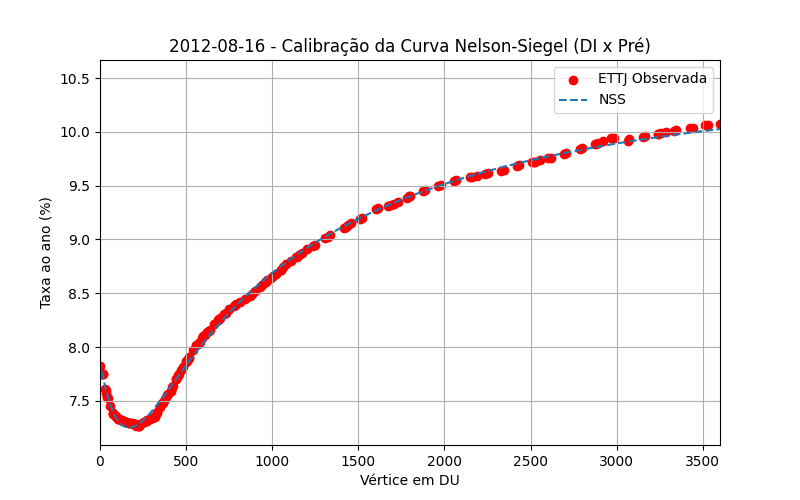 2012-08-16 - Calibração da Curva Nelson-Siegel (DI x Pré)
ETTJ Observada
NSS
Taxa ao ano (%)
10.5
10.0
9.5
9.0
8.5
8.0
7.5
0 500 1000 1500 2000 2500 3000 3500
Vértice em DU